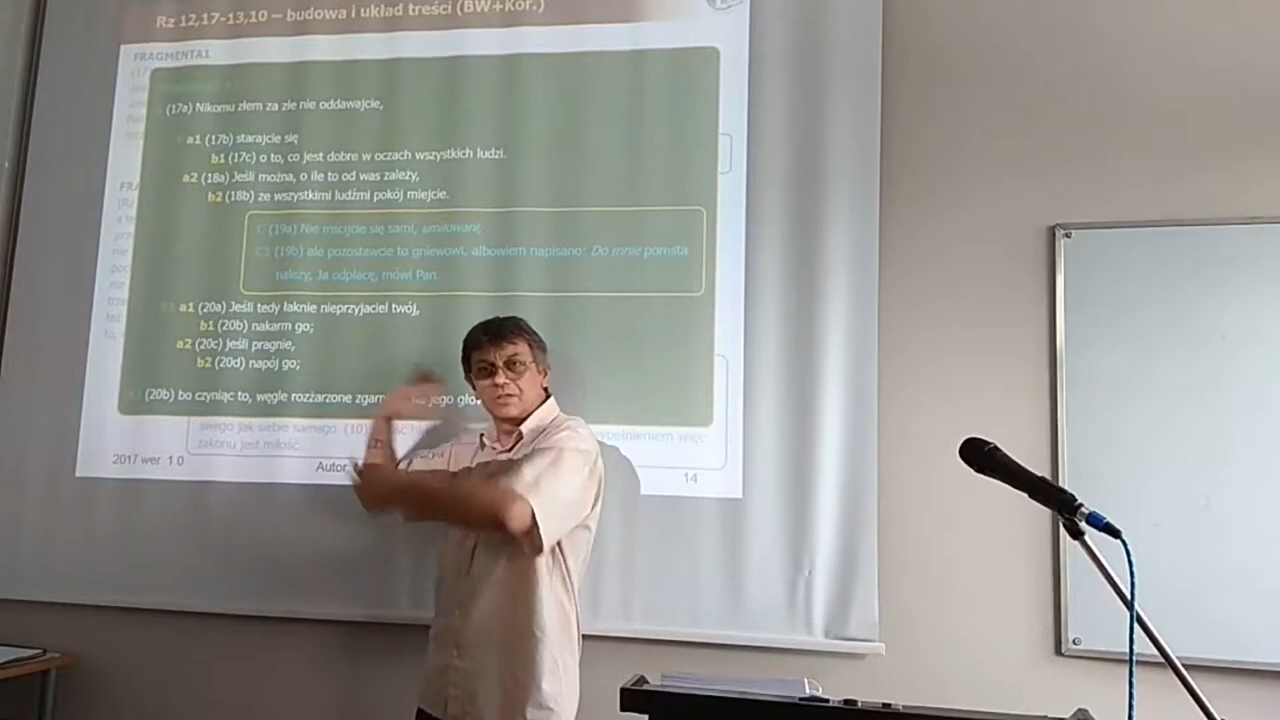 Rz 12,17-13,10 – budowa i układ treści (BW+Kor.)
FRAGMENTA1
(17a) Nikomu złem za złe nie oddawajcie,
a1 (17b) starajcie się
b1 (17c) o to, co jest dobre w oczach wszystkich ludzi.
a2 (18a) Jeśli można, o ile to od was zależy,
b2 (18b) ze wszystkimi ludźmi pokój miejcie.
C (19a) Nie mścijcie się sami, umiłowani,
C1 (19b) ale pozostawcie to gniewowi, albowiem napisano: Do mnie pomsta
należy, Ja odpłacę, mówi Pan.
a1 (20a) Jeśli tedy łaknie nieprzyjaciel twój,
b1 (20b) nakarm go;
a2 (20c) jeśli pragnie,
b2 (20d) napój go;
(20b) bo czyniąc to, węgle rozżarzone jego
swego jak siebie samego. (10) wypełnieniem więc
zakonu jest miłość.
2017 wer 1.0 Autor 14